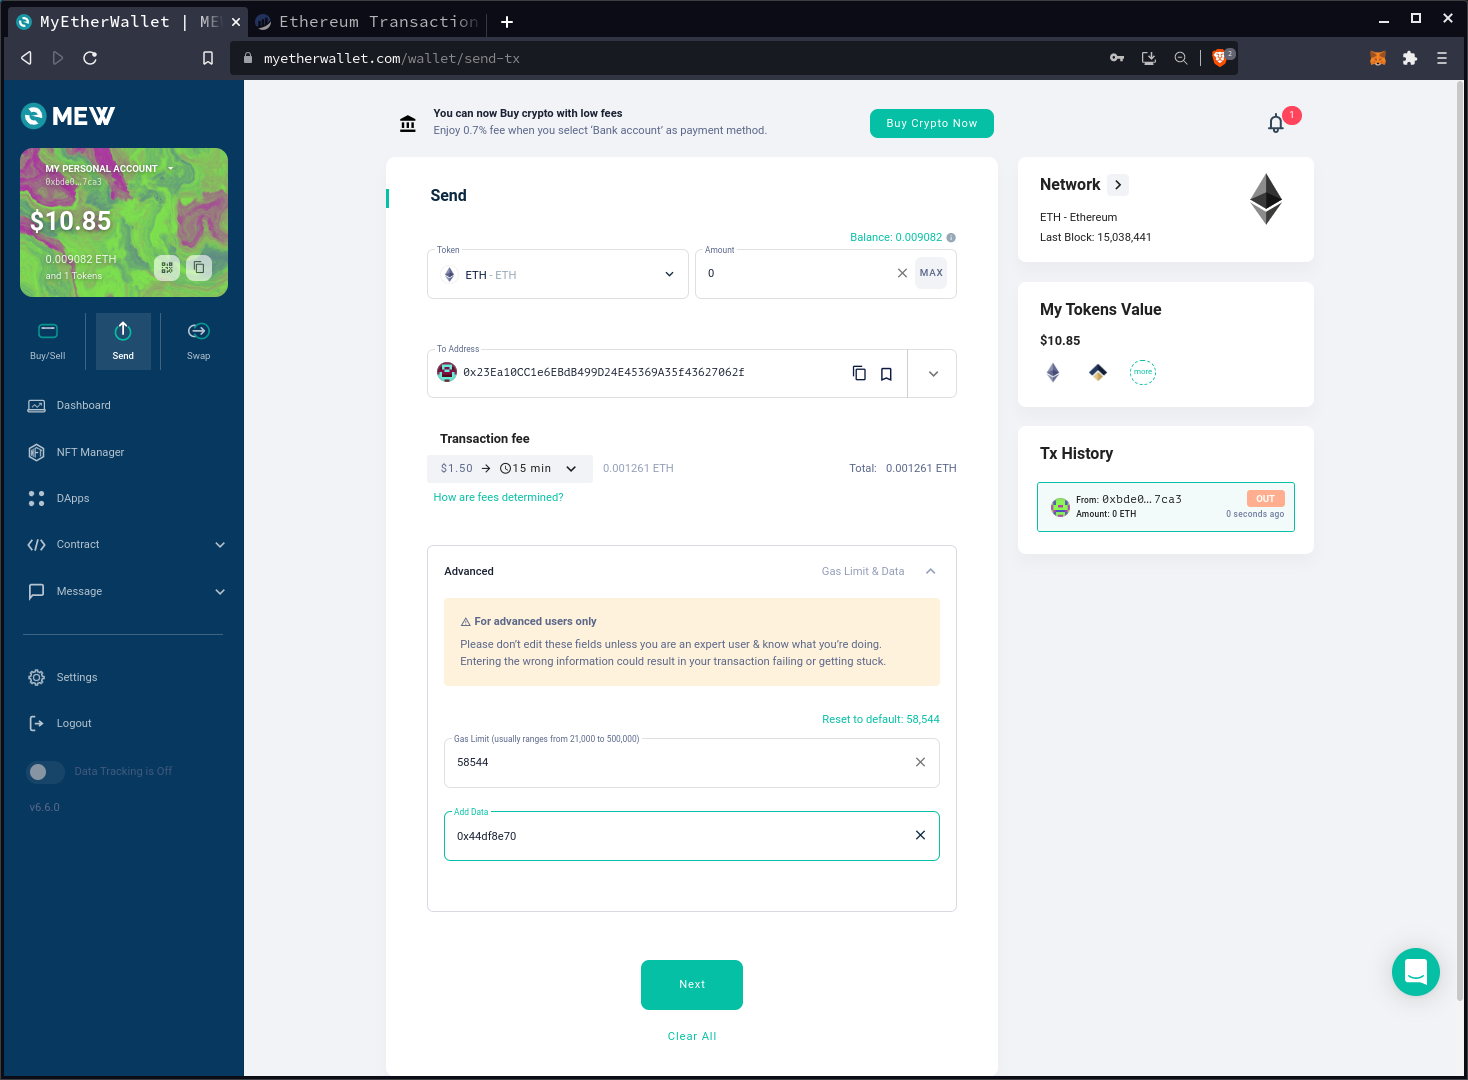 MyEtherWallet | ME
Ethereum Transaction
myetherwallet.com/wallet/send-tx
2
MEW
MY PERSONAL ACCOUNT
0xbde0...7ca3
$10.85
0.009082 ETH
and 1 Tokens
Buy/Sell
Send
Swap
Dashboard
NFT Manager
DApps
Contract
Message
Settings
Logout
Data Tracking is Off
v6.6.0
You can now Buy crypto with low fees
Enjoy 0.7% fee when you select ‘Bank account’ as payment method.
Buy Crypto Now
1
Send
Balance: 0.009082
Token
ETH - ETH
Amount
0
MAX
To Address
0x23Ea10CC1e6EBdB499D24E45369A35f43627062f
Transaction fee
$1.50 → 15 min
0.001261 ETH
Total: 0.001261 ETH
How are fees determined?
Advanced
Gas Limit & Data
For advanced users only
Please don’t edit these fields unless you are an expert user & know what you’re doing.
Entering the wrong information could result in your transaction failing or getting stuck.
Reset to default: 58,544
Gas Limit (usually ranges from 21,000 to 500,000)
58544
Add Data
0x44df8e70
Next
Clear All
Network
ETH - Ethereum
Last Block: 15,038,441
My Tokens Value
$10.85
more
Tx History
From: 0xbde0...7ca3
OUT
Amount: 0 ETH
0 seconds ago